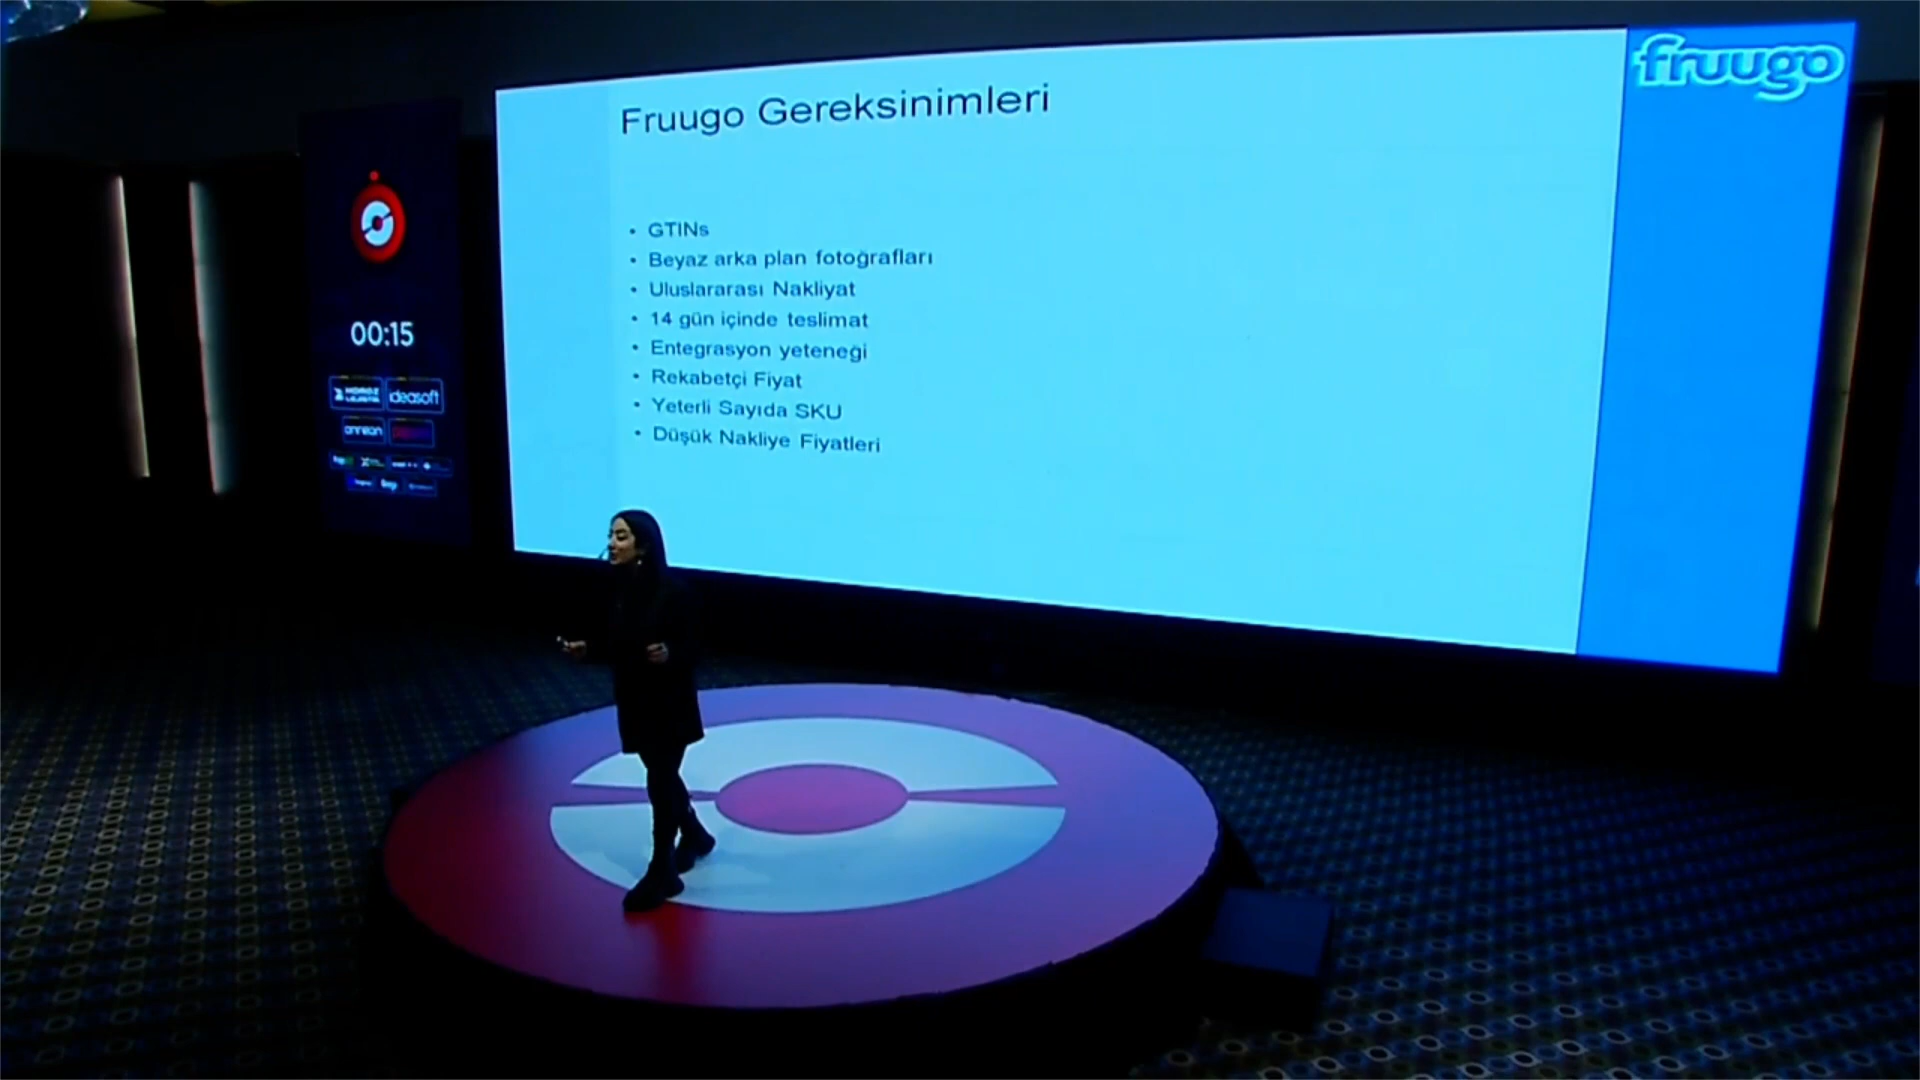 fruugo
Fruugo Gereksinimleri
• GTINs
• Beyaz arka plan fotoğrafları
• Uluslararası Nakliyat
• 14 gün içinde teslimat
• Entegrasyon yeteneği
• Rekabetçi Fiyat
• Yeterli Sayıda SKU
• Düşük Nakliye Fiyatleri
00:15
ideasoft